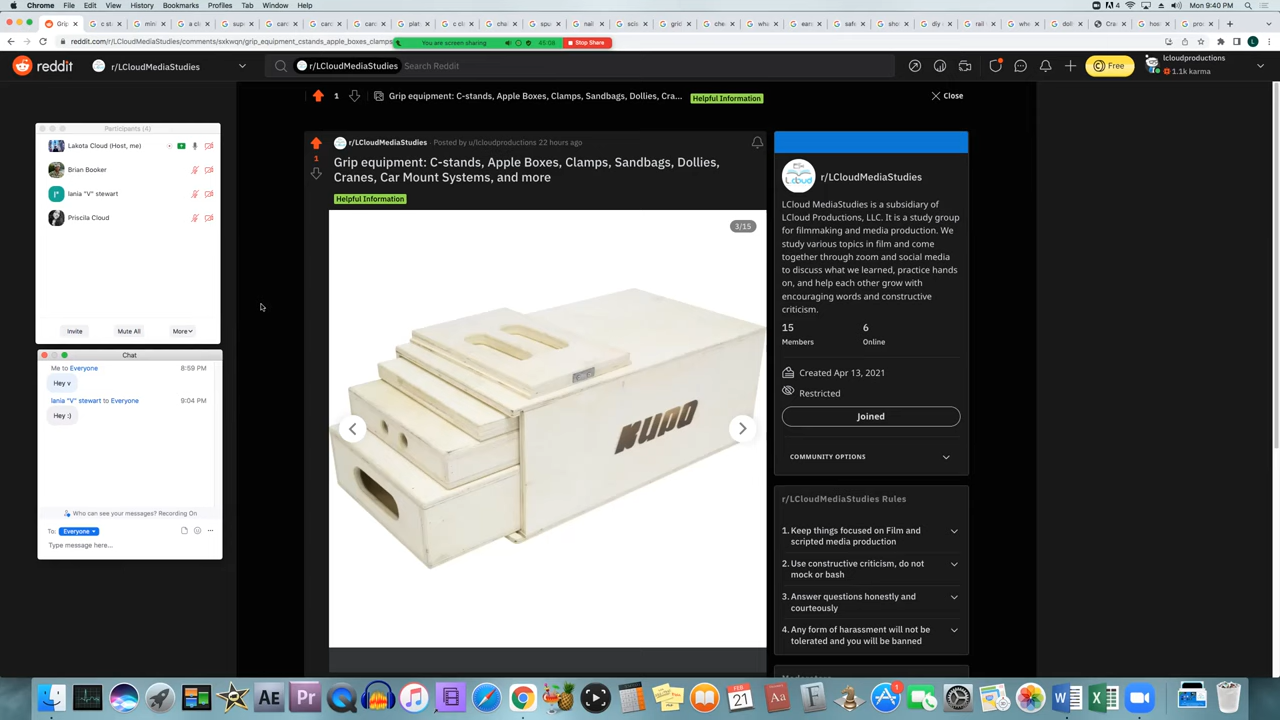 Chrome File Edit View History Bookmarks Profiles Tab Window Help
4 Mon 9:40 PM
Grip
reddit.com/r/LCloudMediaStudies/comments/sxkwqn/grip_equipment_cstands_apple_boxes_clamps
You are screen sharing 45:08 Stop Share
reddit r/LCloudMediaStudies r/LCloudMediaStudies Search Reddit Free lcloudproductions
1.1k karma
1 Grip equipment: C-stands, Apple Boxes, Clamps, Sandbags, Dollies, Cra... Helpful Information Close
Participants (4)
Lakota Cloud (Host, me)
Brian Booker
Iania "V" stewart
Priscila Cloud
Invite Mute All More
Chat
Me to Everyone 8:59 PM
Hey v
Iania "V" stewart to Everyone 9:04 PM
Hey :)
Who can see your messages? Recording On
To: Everyone
Type message here...
r/LCloudMediaStudies · Posted by u/lcloudproductions 22 hours ago
1
Grip equipment: C-stands, Apple Boxes, Clamps, Sandbags, Dollies,
Cranes, Car Mount Systems, and more
Helpful Information
3/15
KUPO
r/LCloudMediaStudies
LCloud MediaStudies is a subsidiary of
LCloud Productions, LLC. It is a study group
for filmmaking and media production. We
study various topics in film and come
together through zoom and social media
to discuss what we learned, practice hands
on, and help each other grow with
encouraging words and constructive
criticism.
15 6
Members Online
Created Apr 13, 2021
Restricted
Joined
COMMUNITY OPTIONS
r/LCloudMediaStudies Rules
1. Keep things focused on Film and
scripted media production
2. Use constructive criticism, do not
mock or bash
3. Answer questions honestly and
courteously
4. Any form of harassment will not be
tolerated and you will be banned